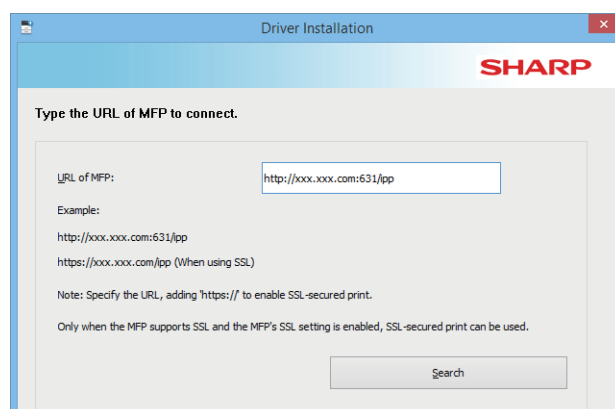 Driver Installation
SHARP
Type the URL of MFP to connect.
URL of MFP:
http://xxx.xxx.com:631/ipp
Example:
http://xxx.xxx.com:631/ipp
https://xxx.xxx.com/ipp (When using SSL)
Note: Specify the URL, adding 'https://' to enable SSL-secured print.
Only when the MFP supports SSL and the MFP's SSL setting is enabled, SSL-secured print can be used.
Search